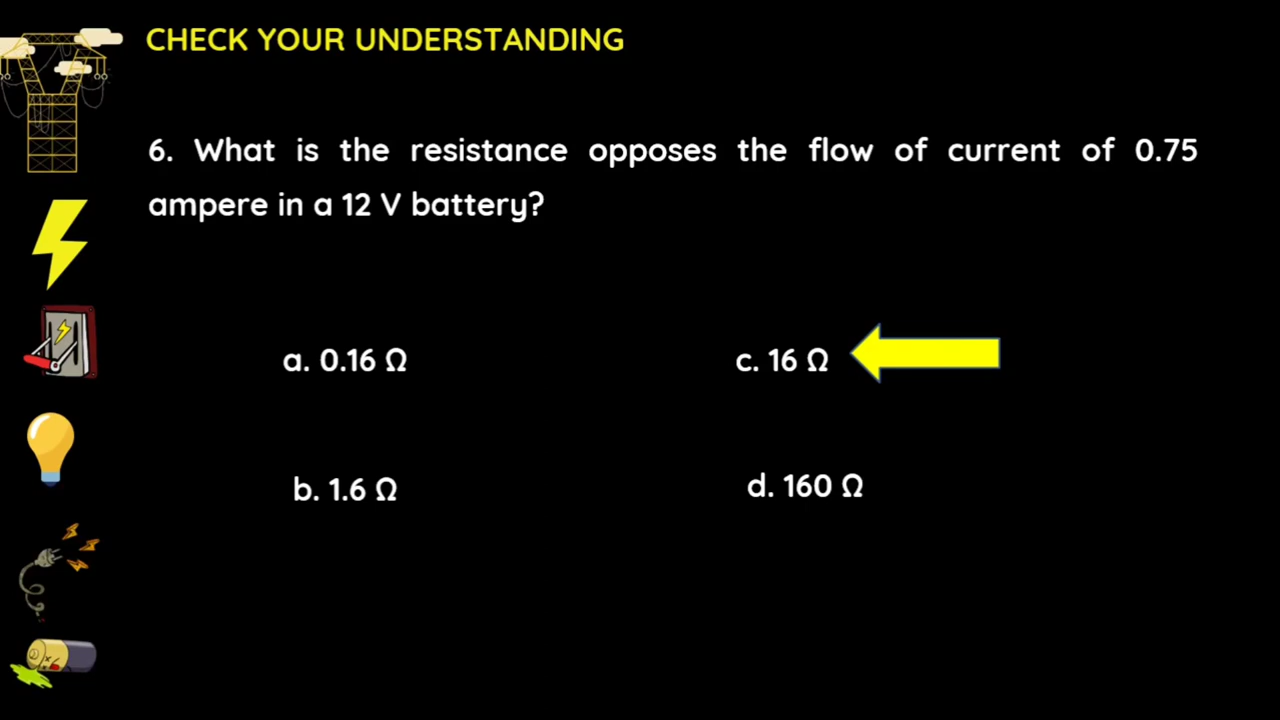 CHECK YOUR UNDERSTANDING
6. What is the resistance opposes the flow of current of 0.75
ampere in a 12 V battery?
a. 0.16 Ω
c. 16 Ω
b. 1.6 Ω
d. 160 Ω